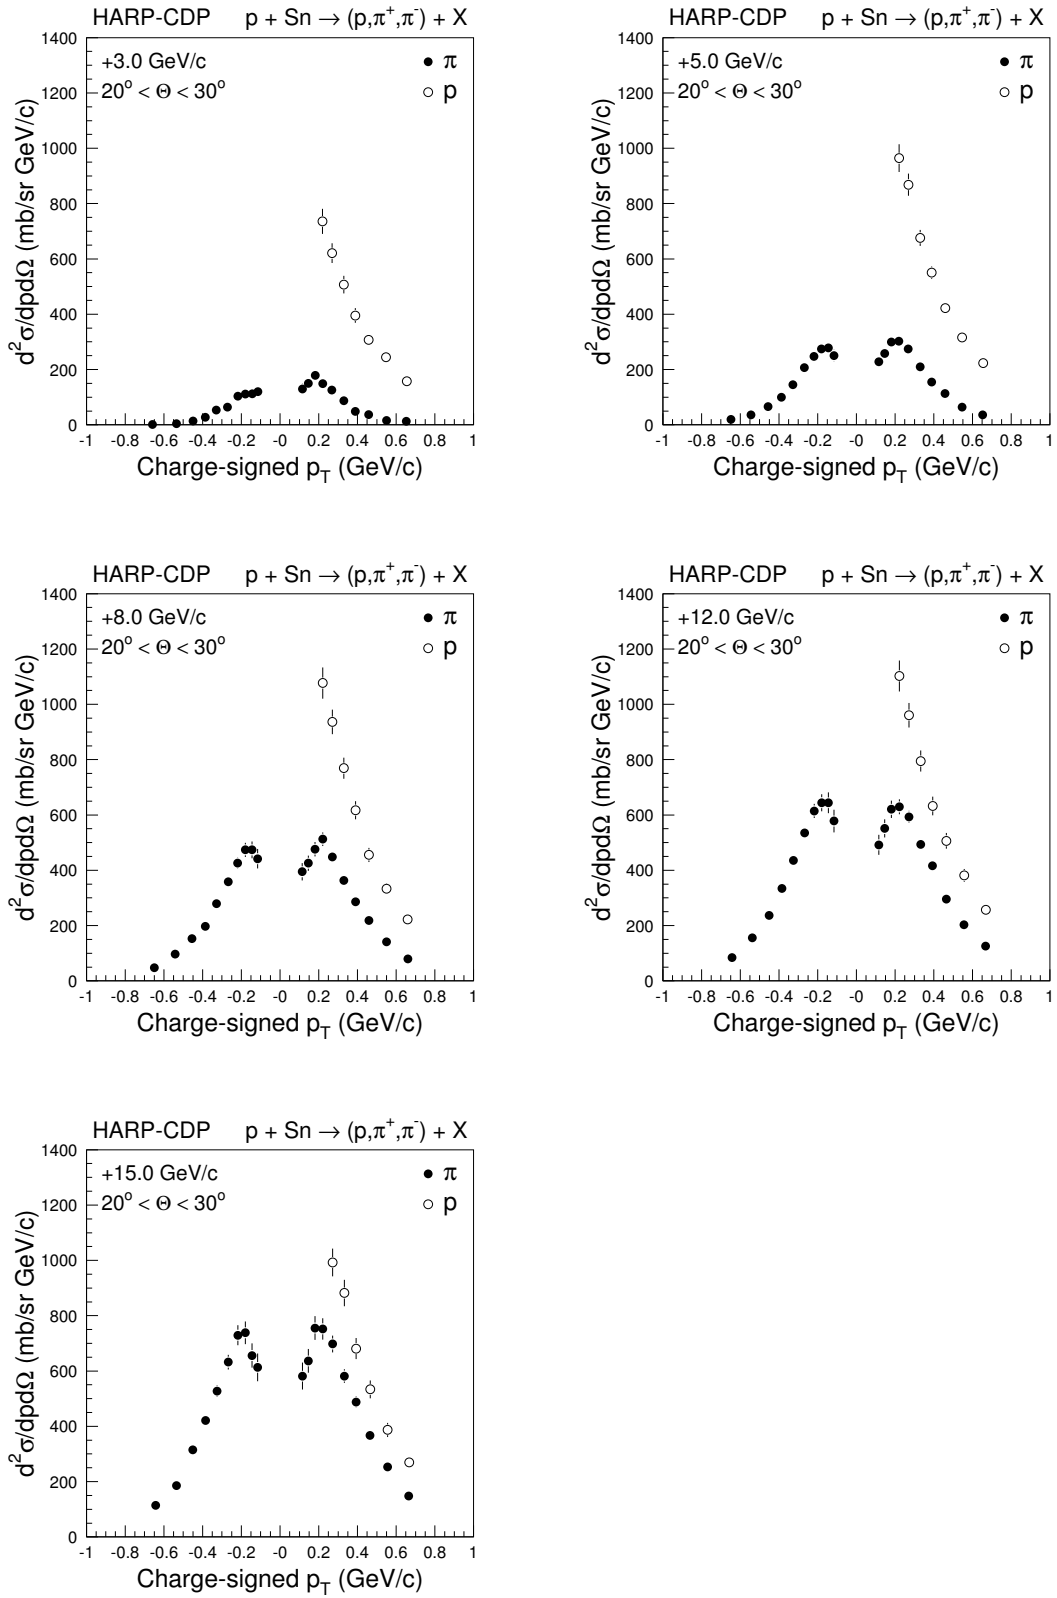 HARP-CDP p + Sn → (p,π⁺,π⁻) + X
+3.0 GeV/c
20° < Θ < 30°
π
p
1400
1200
1000
800
600
400
200
0
-1 -0.8 -0.6 -0.4 -0.2 -0 0.2 0.4 0.6 0.8 1
Charge-signed p_T (GeV/c)
d²σ/dpdΩ (mb/sr GeV/c)
HARP-CDP p + Sn → (p,π⁺,π⁻) + X
+5.0 GeV/c
20° < Θ < 30°
π
p
1400
1200
1000
800
600
400
200
0
-1 -0.8 -0.6 -0.4 -0.2 -0 0.2 0.4 0.6 0.8 1
Charge-signed p_T (GeV/c)
d²σ/dpdΩ (mb/sr GeV/c)
HARP-CDP p + Sn → (p,π⁺,π⁻) + X
+8.0 GeV/c
20° < Θ < 30°
π
p
1400
1200
1000
800
600
400
200
0
-1 -0.8 -0.6 -0.4 -0.2 -0 0.2 0.4 0.6 0.8 1
Charge-signed p_T (GeV/c)
d²σ/dpdΩ (mb/sr GeV/c)
HARP-CDP p + Sn → (p,π⁺,π⁻) + X
+12.0 GeV/c
20° < Θ < 30°
π
p
1400
1200
1000
800
600
400
200
0
-1 -0.8 -0.6 -0.4 -0.2 -0 0.2 0.4 0.6 0.8 1
Charge-signed p_T (GeV/c)
d²σ/dpdΩ (mb/sr GeV/c)
HARP-CDP p + Sn → (p,π⁺,π⁻) + X
+15.0 GeV/c
20° < Θ < 30°
π
p
1400
1200
1000
800
600
400
200
0
-1 -0.8 -0.6 -0.4 -0.2 -0 0.2 0.4 0.6 0.8 1
Charge-signed p_T (GeV/c)
d²σ/dpdΩ (mb/sr GeV/c)